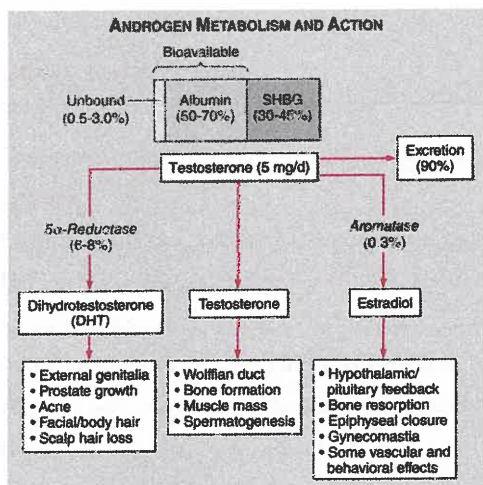 ANDROGEN METABOLISM AND ACTION
Bioavailable
Unbound
(0.5-3.0%)
Albumin
(50-70%)
SHBG
(30-45%)
Testosterone (5 mg/d)
Excretion
(90%)
5α-Reductase
(6-8%)
Aromatase
(0.3%)
Dihydrotestosterone
(DHT)
Testosterone
Estradiol
• External genitalia
• Prostate growth
• Acne
• Facial/body hair
• Scalp hair loss
• Wolffian duct
• Bone formation
• Muscle mass
• Spermatogenesis
• Hypothalamic/
pituitary feedback
• Bone resorption
• Epiphyseal closure
• Gynecomastia
• Some vascular and
behavioral effects